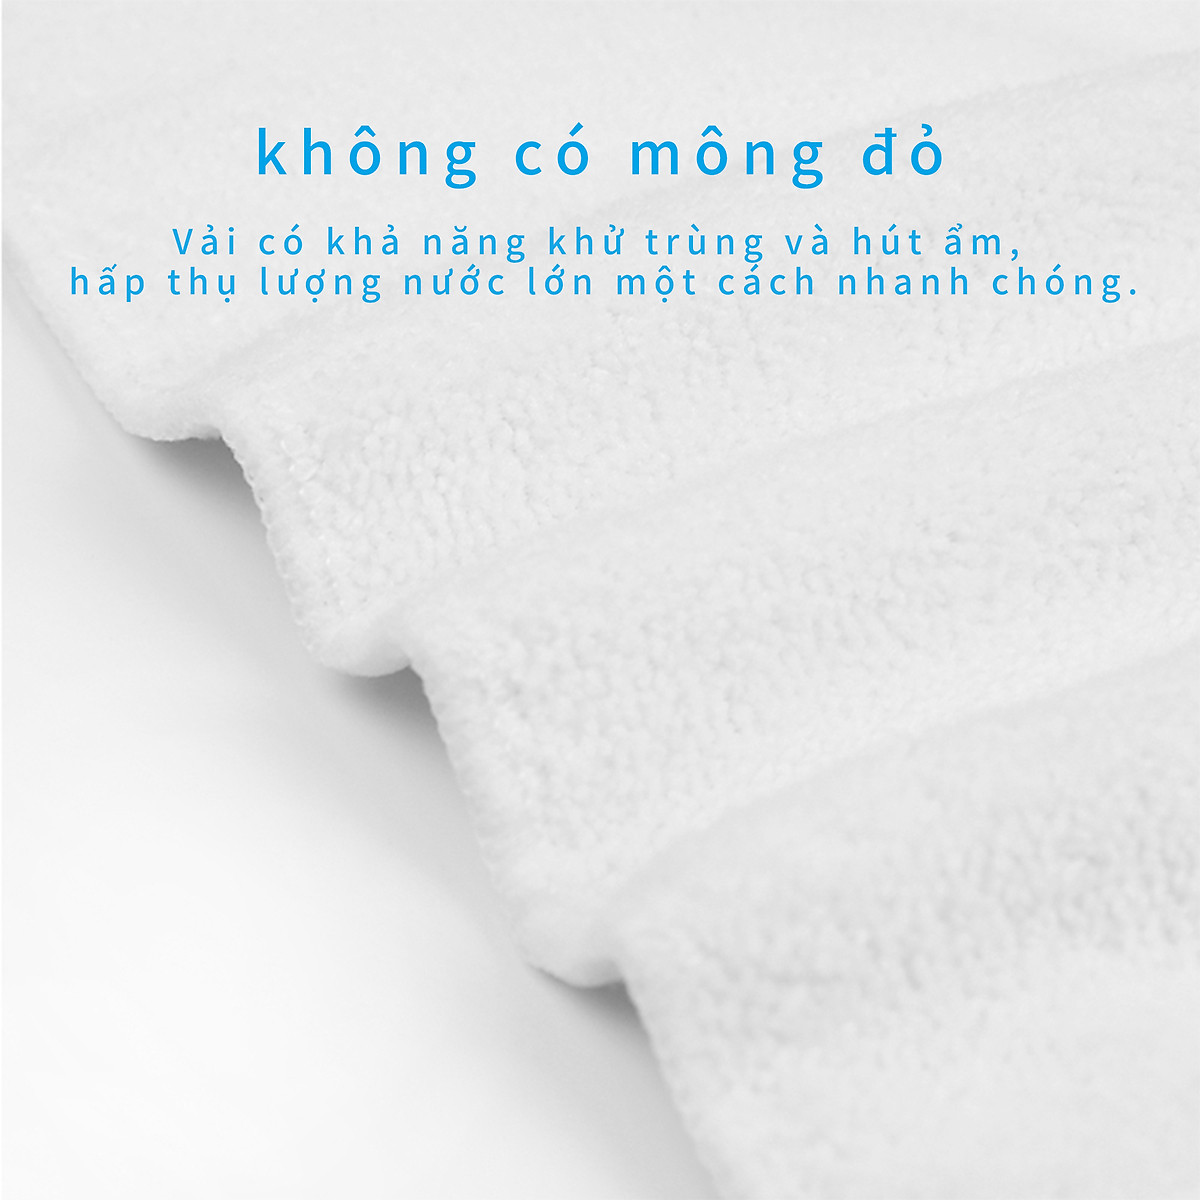 không có mông đỏ
Vải có khả năng khử trùng và hút ẩm,
hấp thụ lượng nước lớn một cách nhanh chóng.